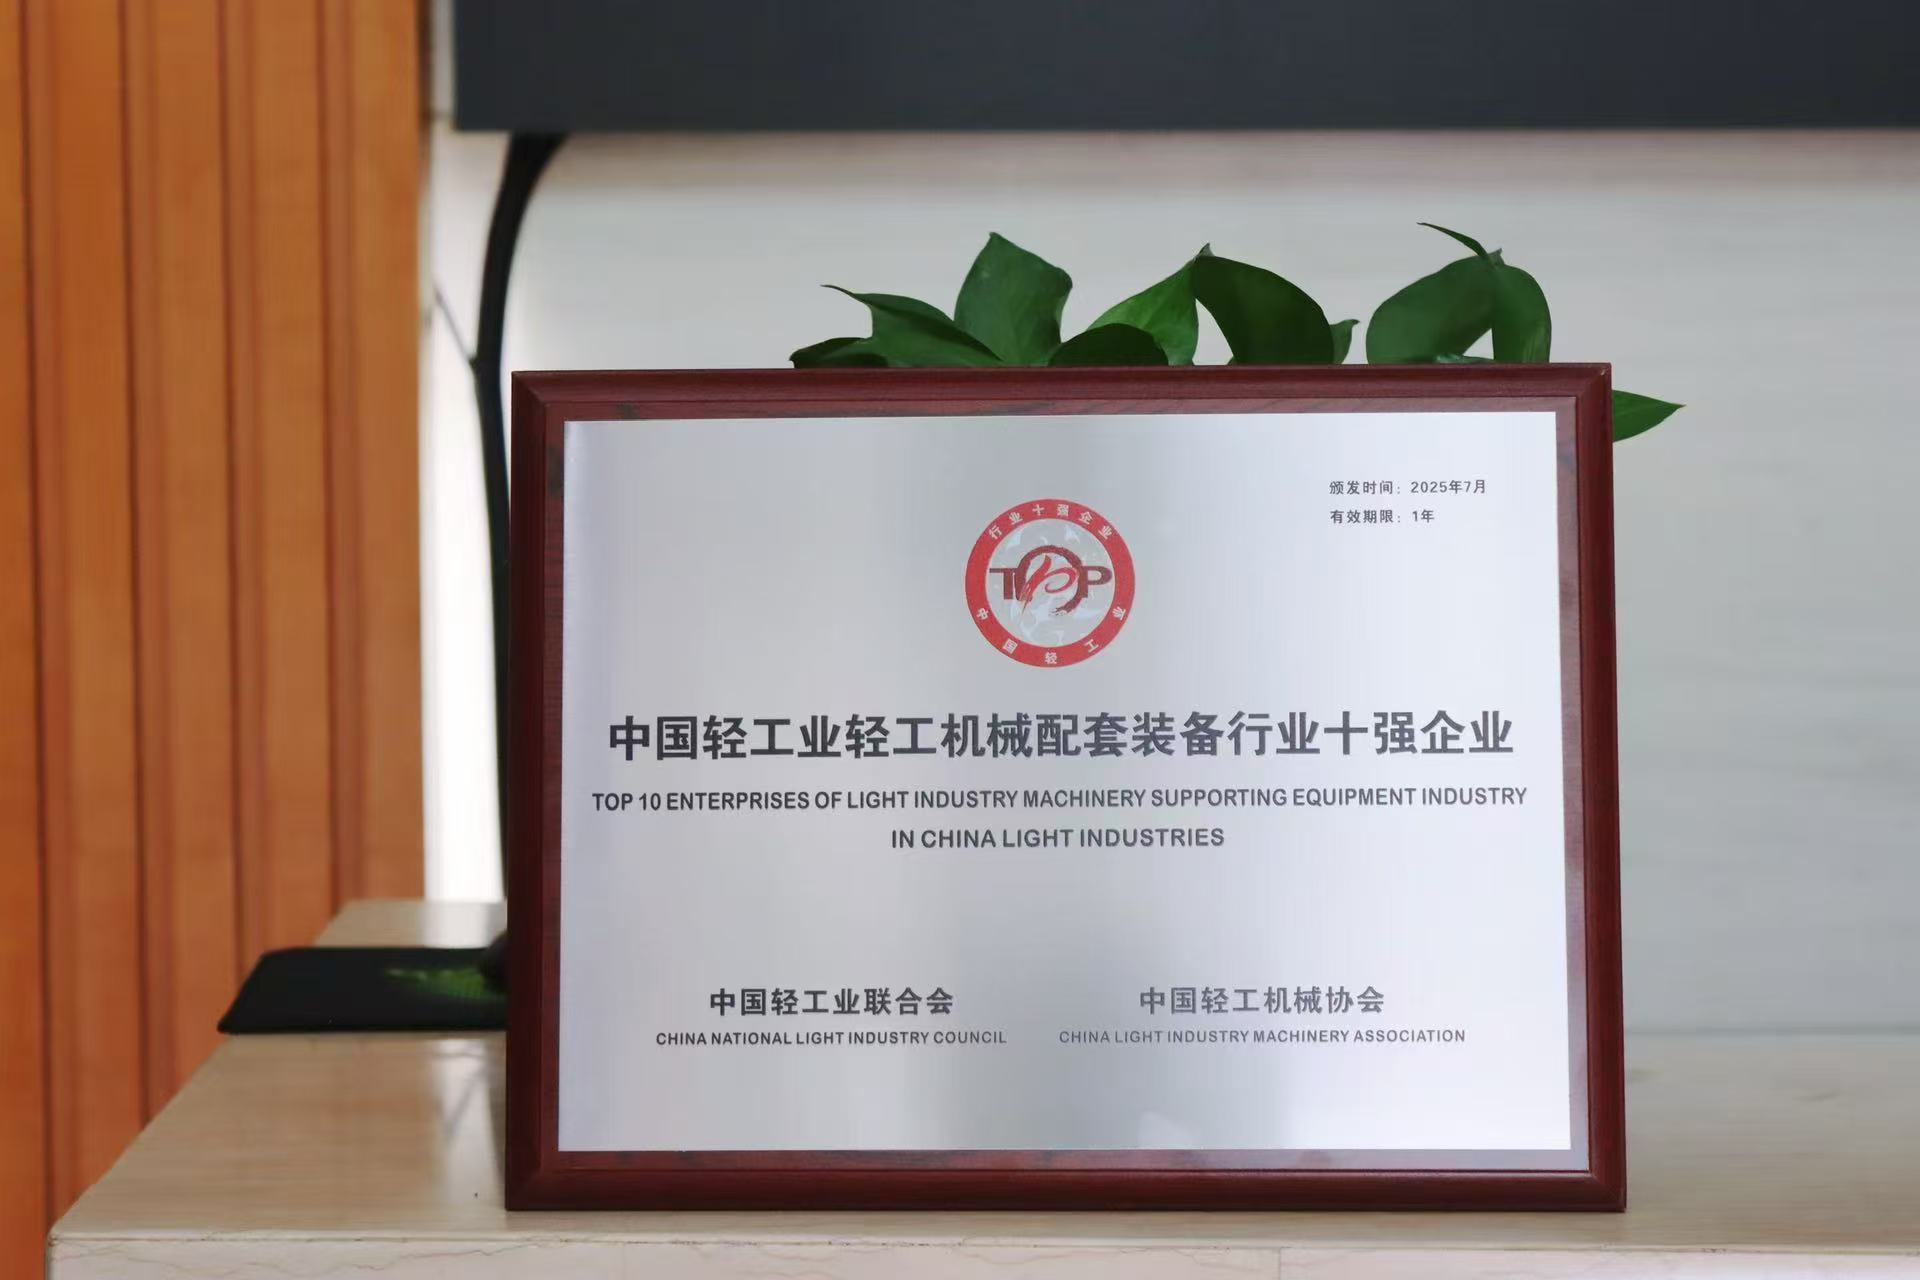 颁发时间：2025年7月
有效期限：1年
行业十强企业
TOP
中国轻工业
中国轻工业轻工机械配套装备行业十强企业
TOP 10 ENTERPRISES OF LIGHT INDUSTRY MACHINERY SUPPORTING EQUIPMENT INDUSTRY
IN CHINA LIGHT INDUSTRIES
中国轻工业联合会
CHINA NATIONAL LIGHT INDUSTRY COUNCIL
中国轻工机械协会
CHINA LIGHT INDUSTRY MACHINERY ASSOCIATION